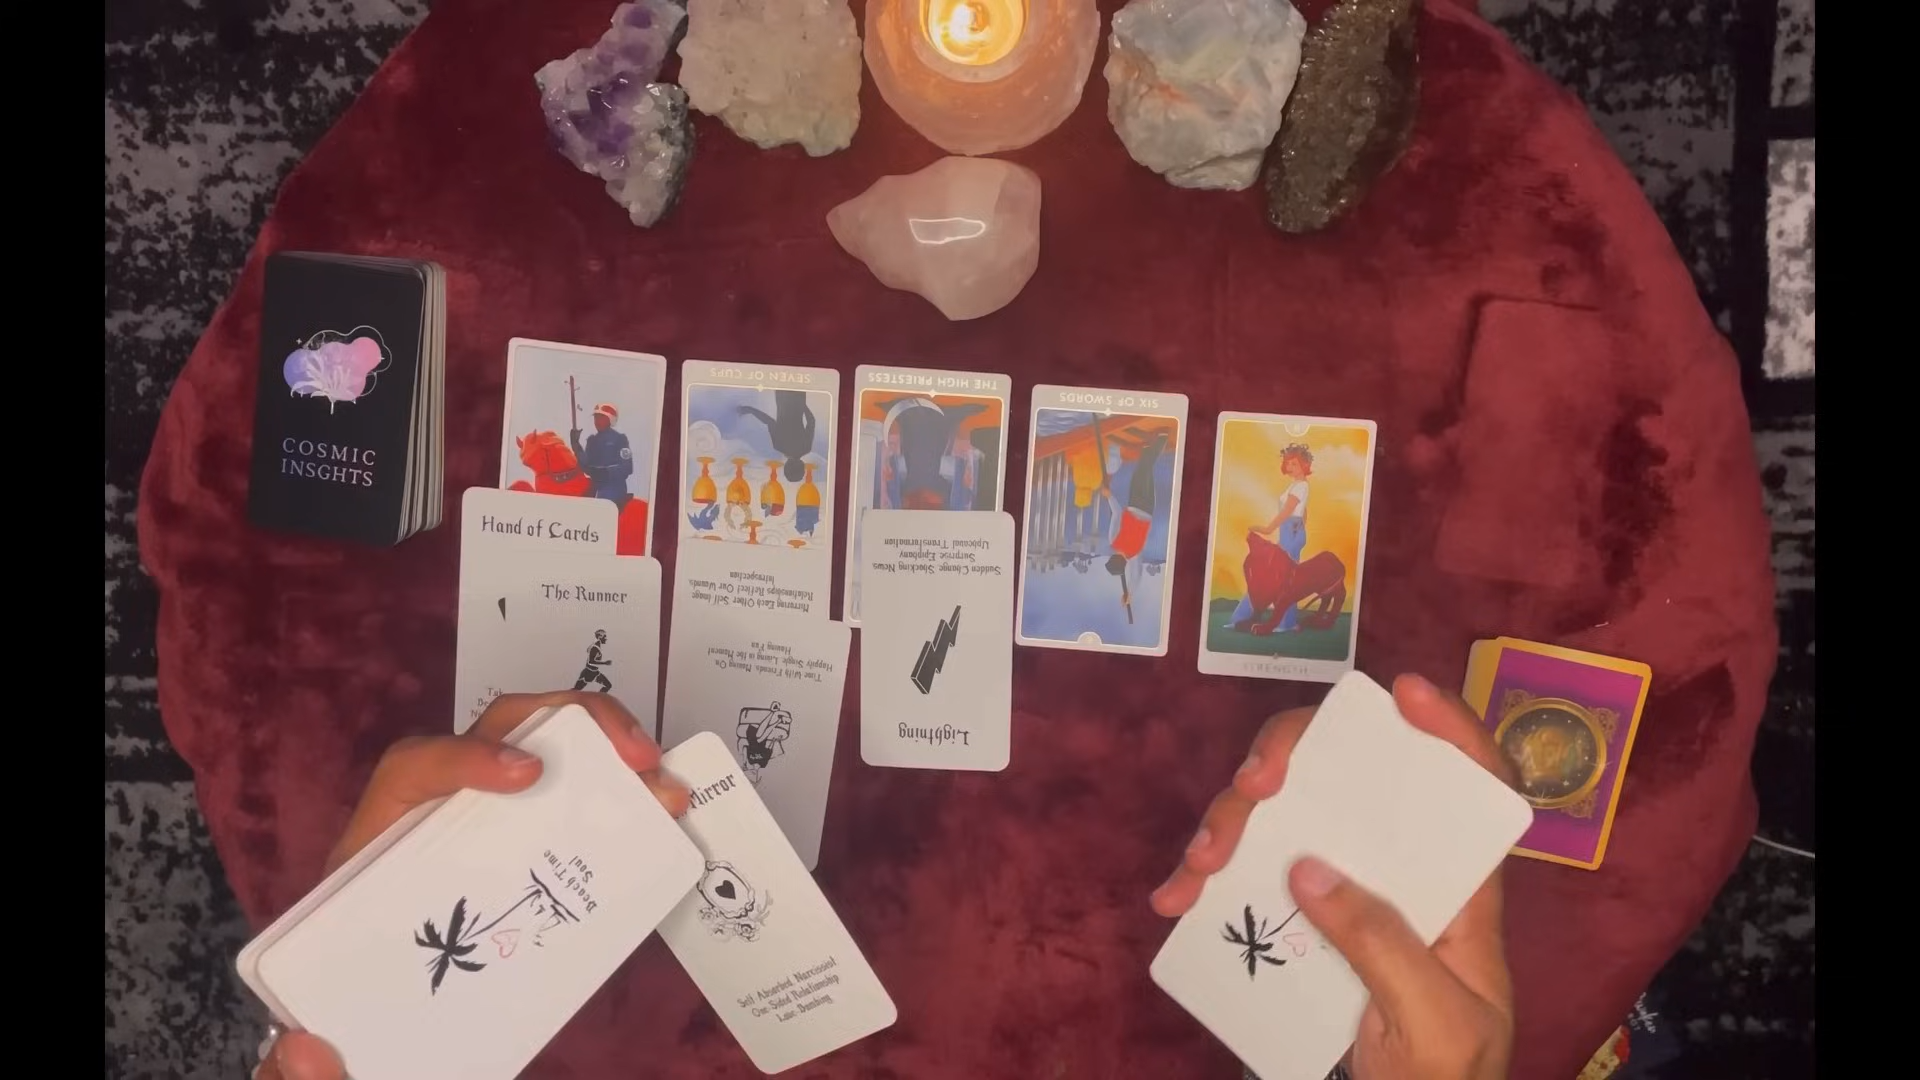 COSMIC
INSGHTS
SEVEN OF CUPS
THE HIGH PRIESTESS
SIX OF SWORDS
Hand of Cards
The Runner
Mirroring Each Other, Self Image,
Relationships Reflect Our Wounds,
Introspection
Time With Friends, Moving On,
Happily Single, Living in the Moment
Having Fun
Lightning
Sudden Change, Shocking News,
Surprise, Epiphany
Upheaval, Transformation
Mirror
Self Absorbed, Narcissist
One-Sided Relationship
Love-Bombing
Beach Time
Soul